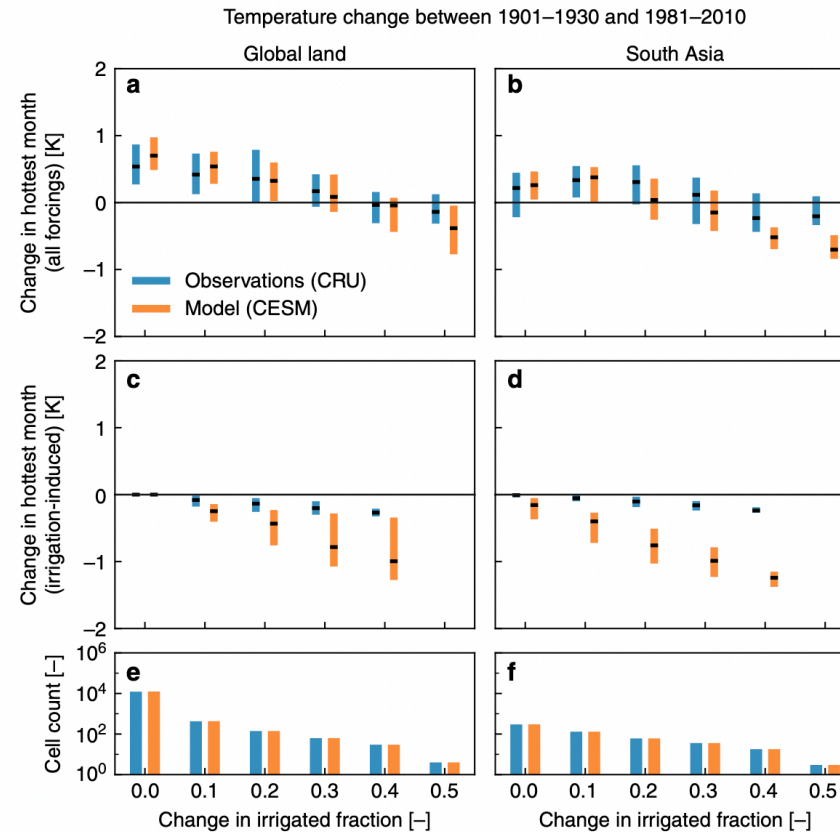 Temperature change between 1901–1930 and 1981–2010
Global land
South Asia
Change in hottest month
(all forcings) [K]
2
1
0
−1
−2
a
b
Observations (CRU)
Model (CESM)
Change in hottest month
(irrigation-induced) [K]
2
1
0
−1
−2
c
d
Cell count [–]
10⁶
10⁴
10²
10⁰
e
f
0.0 0.1 0.2 0.3 0.4 0.5
0.0 0.1 0.2 0.3 0.4 0.5
Change in irrigated fraction [–]
Change in irrigated fraction [–]